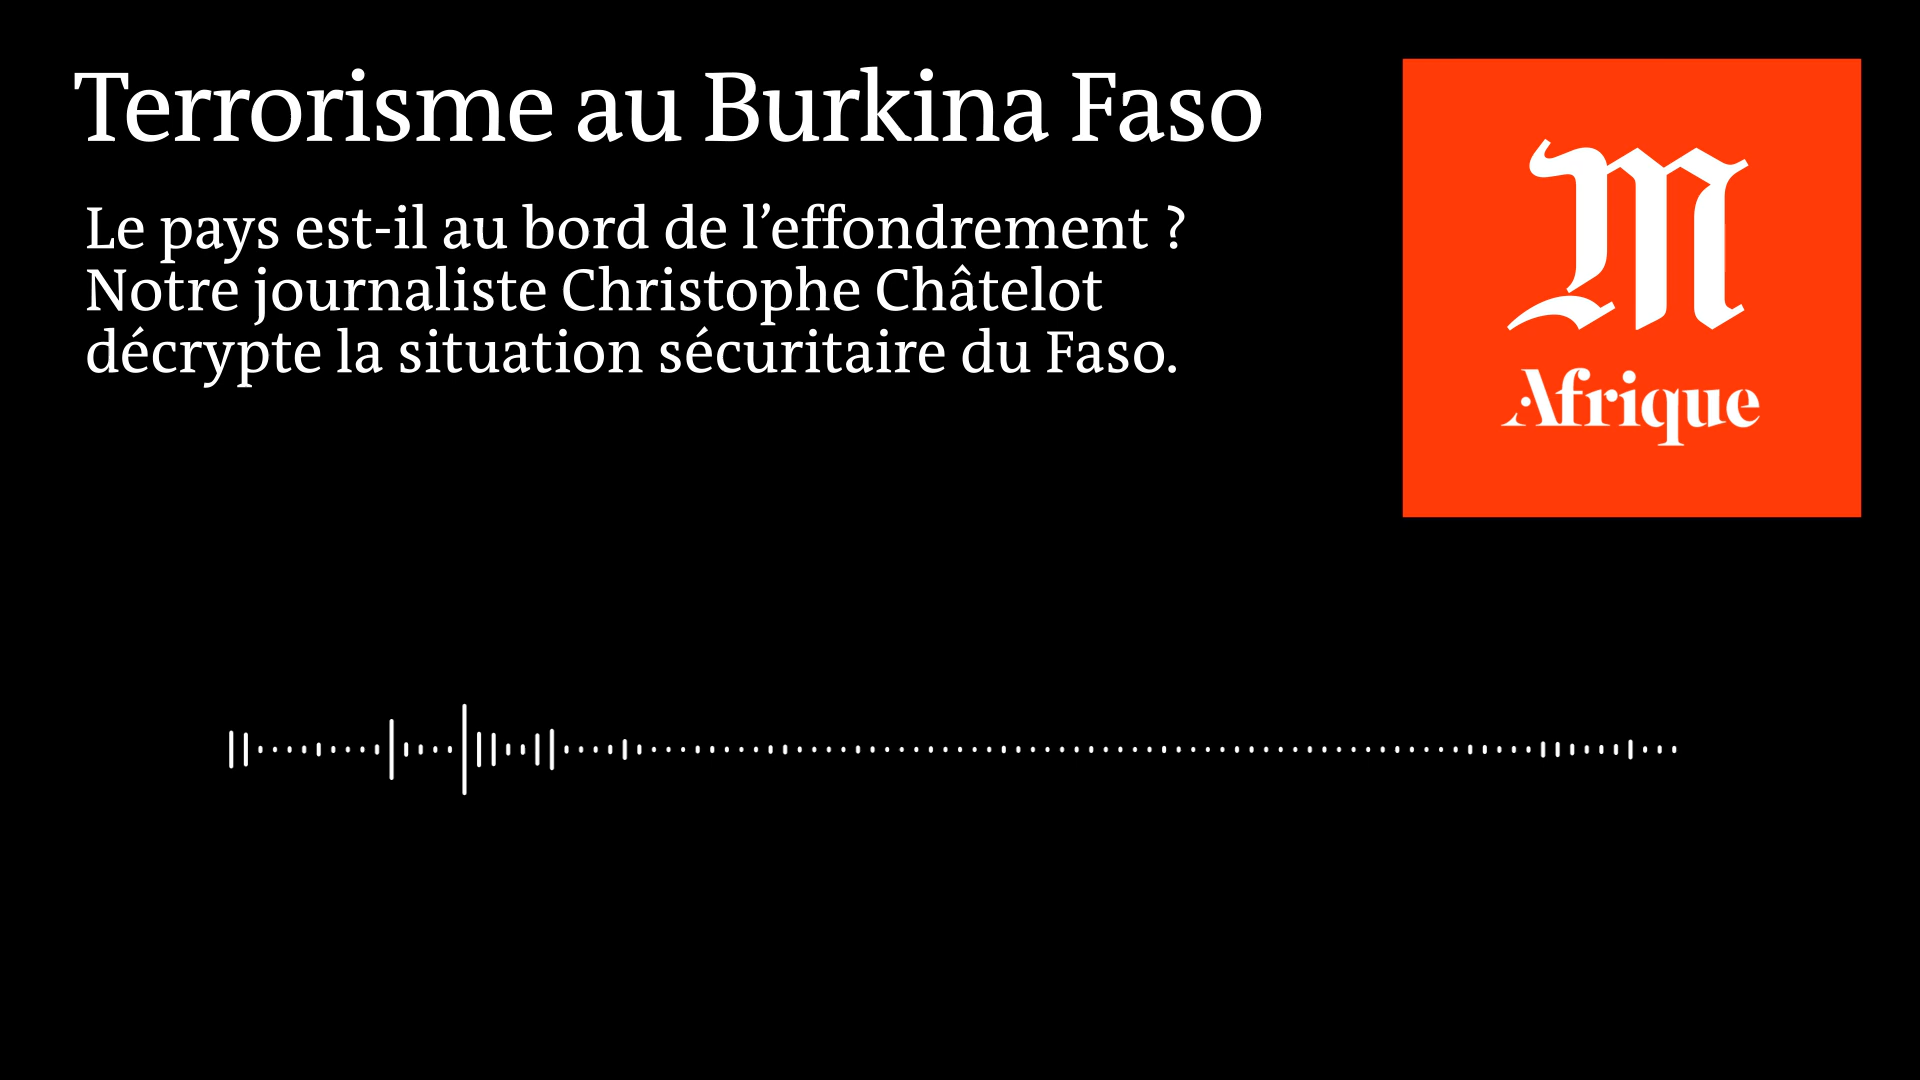 Terrorisme au Burkina Faso
Le pays est-il au bord de l’effondrement ?
Notre journaliste Christophe Châtelot
décrypte la situation sécuritaire du Faso.
M
Afrique